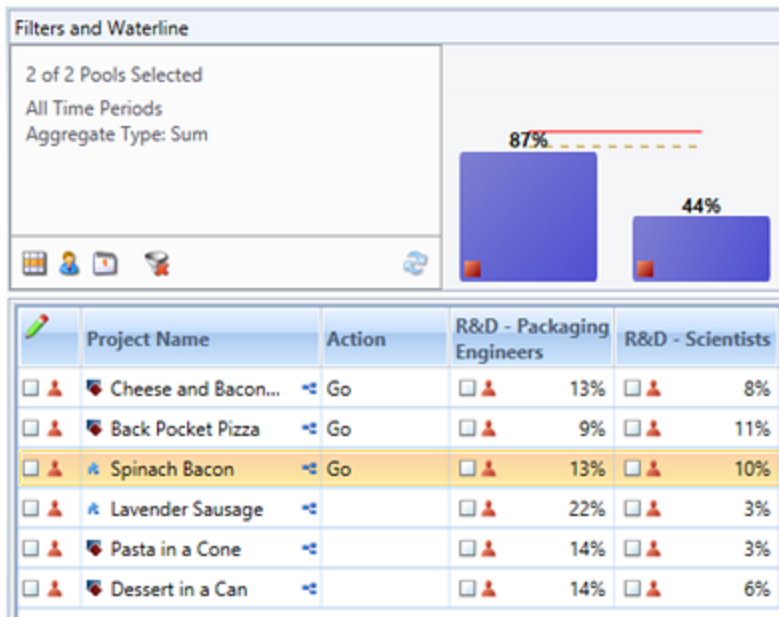 Filters and Waterline
2 of 2 Pools Selected
All Time Periods
Aggregate Type: Sum
87%
44%
Project Name Action R&D - Packaging Engineers R&D - Scientists
Cheese and Bacon... Go 13% 8%
Back Pocket Pizza Go 9% 11%
Spinach Bacon Go 13% 10%
Lavender Sausage 22% 3%
Pasta in a Cone 14% 3%
Dessert in a Can 14% 6%